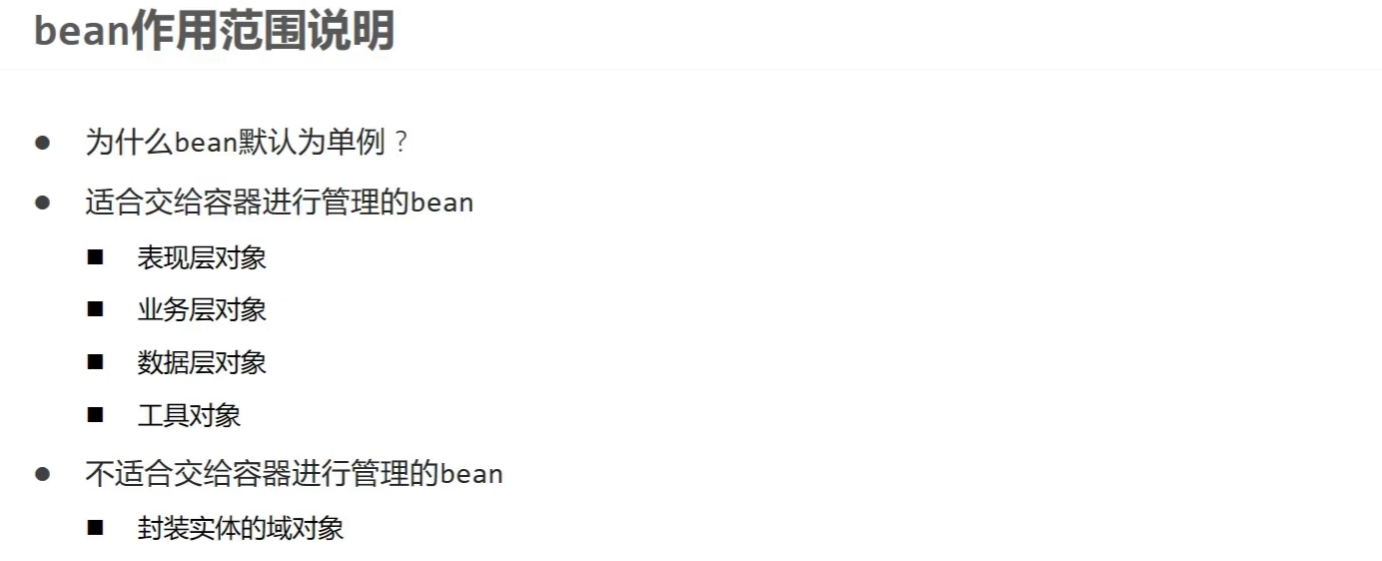 bean作用范围说明
为什么bean默认为单例？
适合交给容器进行管理的bean
表现层对象
业务层对象
数据层对象
工具对象
不适合交给容器进行管理的bean
封装实体的域对象